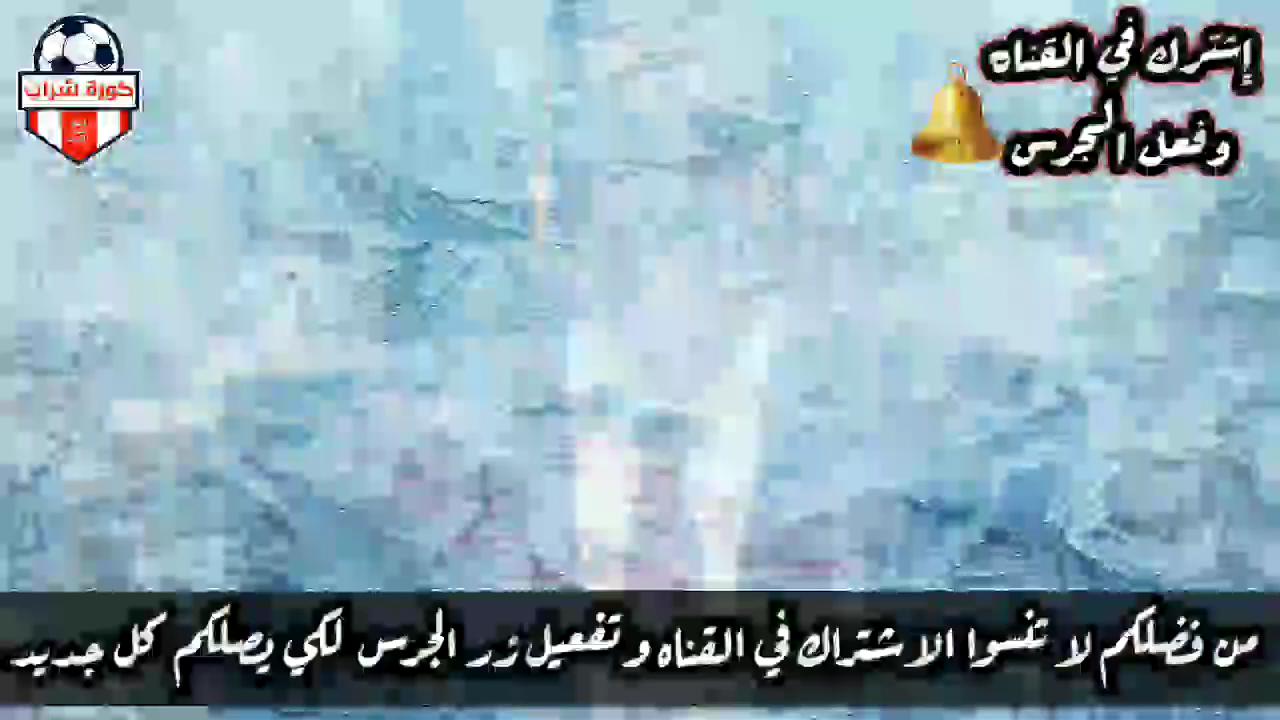 كورة شراب
إشترك في القناه
وفعل الجرس
من فضلكم لا تنسوا الاشتراك في القناه و تفعيل زر الجرس لكي يصلكم كل جديد